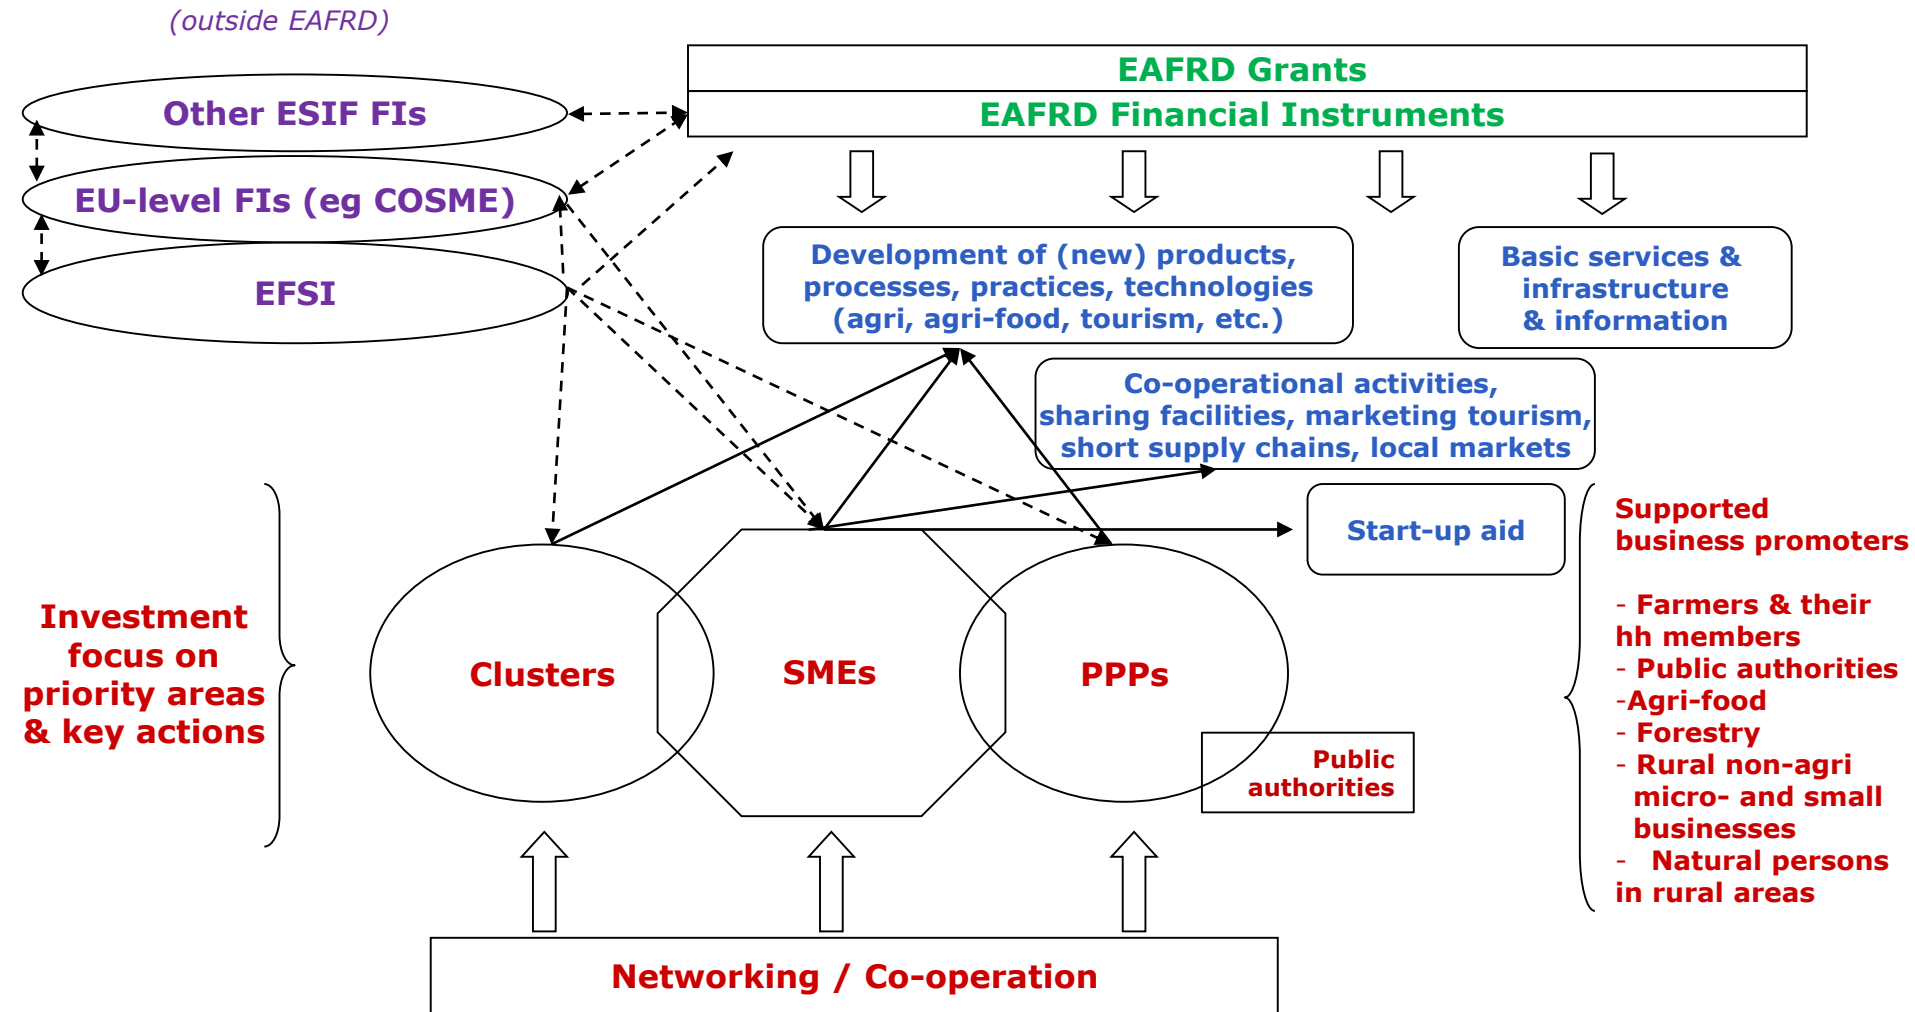 (outside EAFRD)
EAFRD Grants
EAFRD Financial Instruments
Other ESIF FIs
EU-level FIs (eg COSME)
EFSI
Development of (new) products,
processes, practices, technologies
(agri, agri-food, tourism, etc.)
Basic services &
infrastructure
& information
Co-operational activities,
sharing facilities, marketing tourism,
short supply chains, local markets
Start-up aid
Investment
focus on
priority areas
& key actions
Clusters
SMEs
PPPs
Public
authorities
Supported
business promoters
- Farmers & their
hh members
- Public authorities
-Agri-food
- Forestry
- Rural non-agri
micro- and small
businesses
- Natural persons
in rural areas
Networking / Co-operation